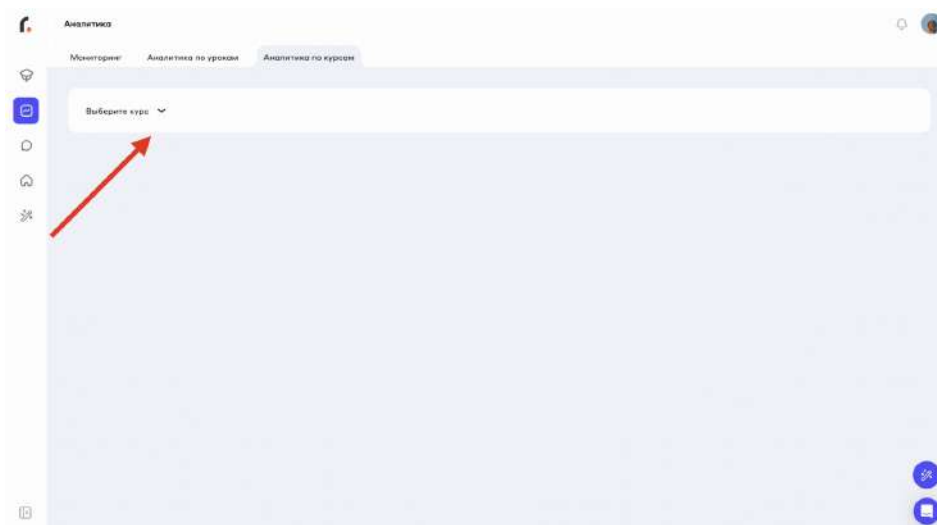 Аналитика
Мониторинг Аналитика по урокам Аналитика по курсам
Выберите курс